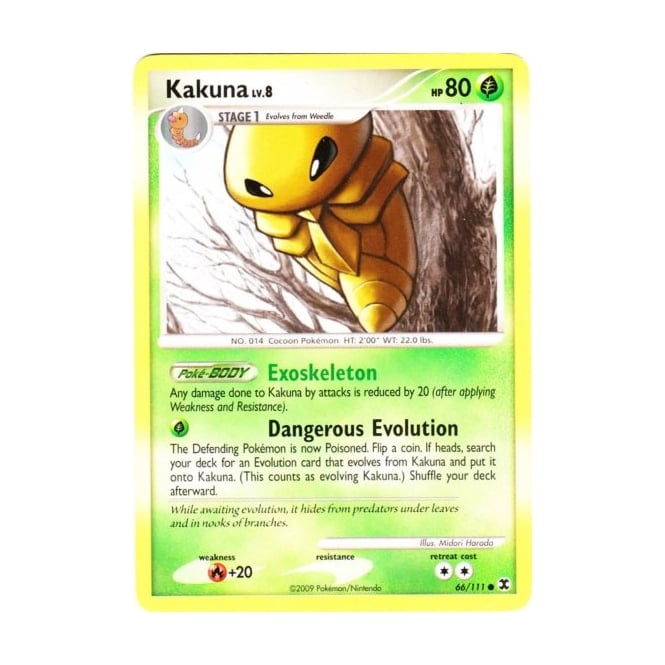 Kakuna LV.8
HP 80
STAGE 1 Evolves from Weedle
NO. 014 Cocoon Pokémon HT: 2'00" WT: 22.0 lbs.
Poké-BODY Exoskeleton
Any damage done to Kakuna by attacks is reduced by 20 (after applying
Weakness and Resistance).
Dangerous Evolution
The Defending Pokémon is now Poisoned. Flip a coin. If heads, search
your deck for an Evolution card that evolves from Kakuna and put it
onto Kakuna. (This counts as evolving Kakuna.) Shuffle your deck
afterward.
While awaiting evolution, it hides from predators under leaves
and in nooks of branches.
Illus. Midori Harada
weakness
resistance
retreat cost
+20
©2009 Pokémon/Nintendo
66/111